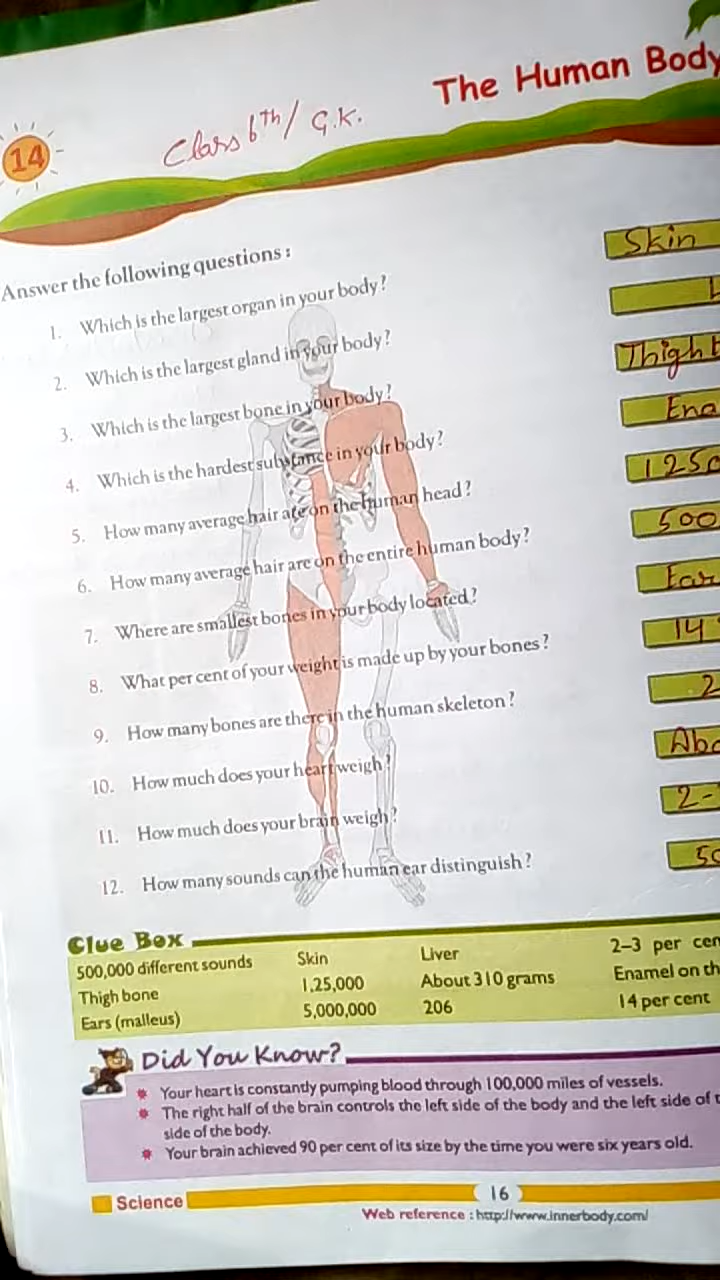 The Human Body
Class 6th / G.K.
14
Answer the following questions :
Skin
1. Which is the largest organ in your body?
L
2. Which is the largest gland in your body?
Thigh b
3. Which is the largest bone in your body?
Ena
4. Which is the hardest substance in your body?
1250
5. How many average hair are on the human head?
500
6. How many average hair are on the entire human body?
Ear
7. Where are smallest bones in your body located?
14
8. What per cent of your weight is made up by your bones?
2
9. How many bones are there in the human skeleton?
Abo
10. How much does your heart weigh?
2-
11. How much does your brain weigh?
50
12. How many sounds can the human ear distinguish?
Clue Box
500,000 different sounds Skin Liver 2–3 per cen
Thigh bone 1,25,000 About 310 grams Enamel on th
Ears (malleus) 5,000,000 206 14 per cent
Did You Know?
Your heart is constantly pumping blood through 100,000 miles of vessels.
The right half of the brain controls the left side of the body and the left side of t
side of the body.
Your brain achieved 90 per cent of its size by the time you were six years old.
Science 16
Web reference : http://www.innerbody.com/